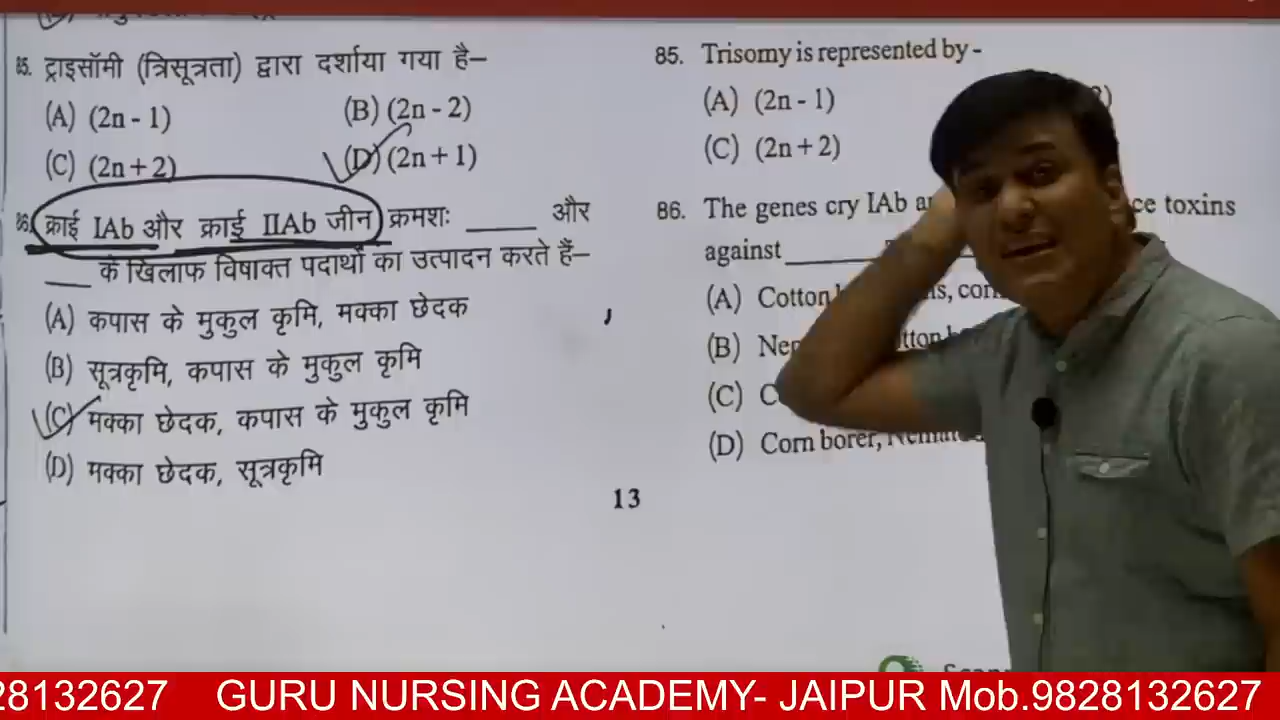 85. ट्राइसॉमी (त्रिसूत्रता) द्वारा दर्शाया गया है–
(A) (2n - 1)
(B) (2n - 2)
(C) (2n + 2)
(D) (2n + 1)
86. क्राई IAb और क्राई IIAb जीन क्रमशः _____ और
____ के खिलाफ विषाक्त पदार्थों का उत्पादन करते हैं–
(A) कपास के मुकुल कृमि, मक्का छेदक
(B) सूत्रकृमि, कपास के मुकुल कृमि
(C) मक्का छेदक, कपास के मुकुल कृमि
(D) मक्का छेदक, सूत्रकृमि
85. Trisomy is represented by -
(A) (2n - 1)
(C) (2n + 2)
86. The genes cry IAb toxins
against
(A) Cotton
(B)
(C)
(D) Corn borer,
13
28132627 GURU NURSING ACADEMY- JAIPUR Mob.9828132627